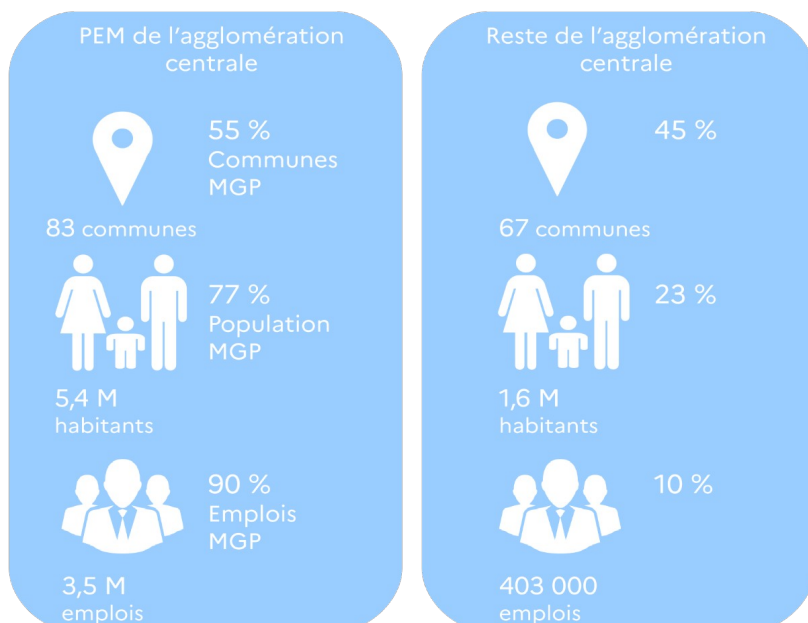 PEM de l’agglomération
centrale
55 %
Communes
MGP
83 communes
77 %
Population
MGP
5,4 M
habitants
90 %
Emplois
MGP
3,5 M
emplois
Reste de l’agglomération
centrale
45 %
67 communes
23 %
1,6 M
habitants
10 %
403 000
emplois